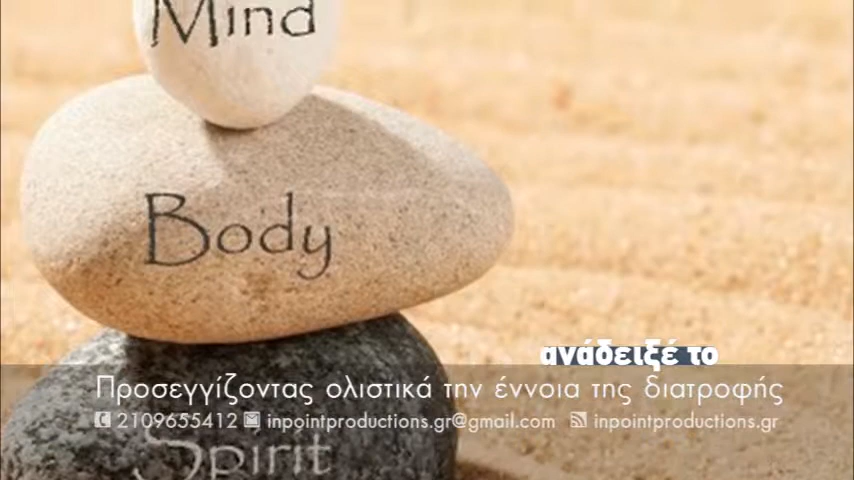 Mind
Body
ανάδειξέ το
Προσεγγίζοντας ολιστικά την έννοια της διατροφής
2109655412 inpointproductions.gr@gmail.com inpointproductions.gr
Spirit